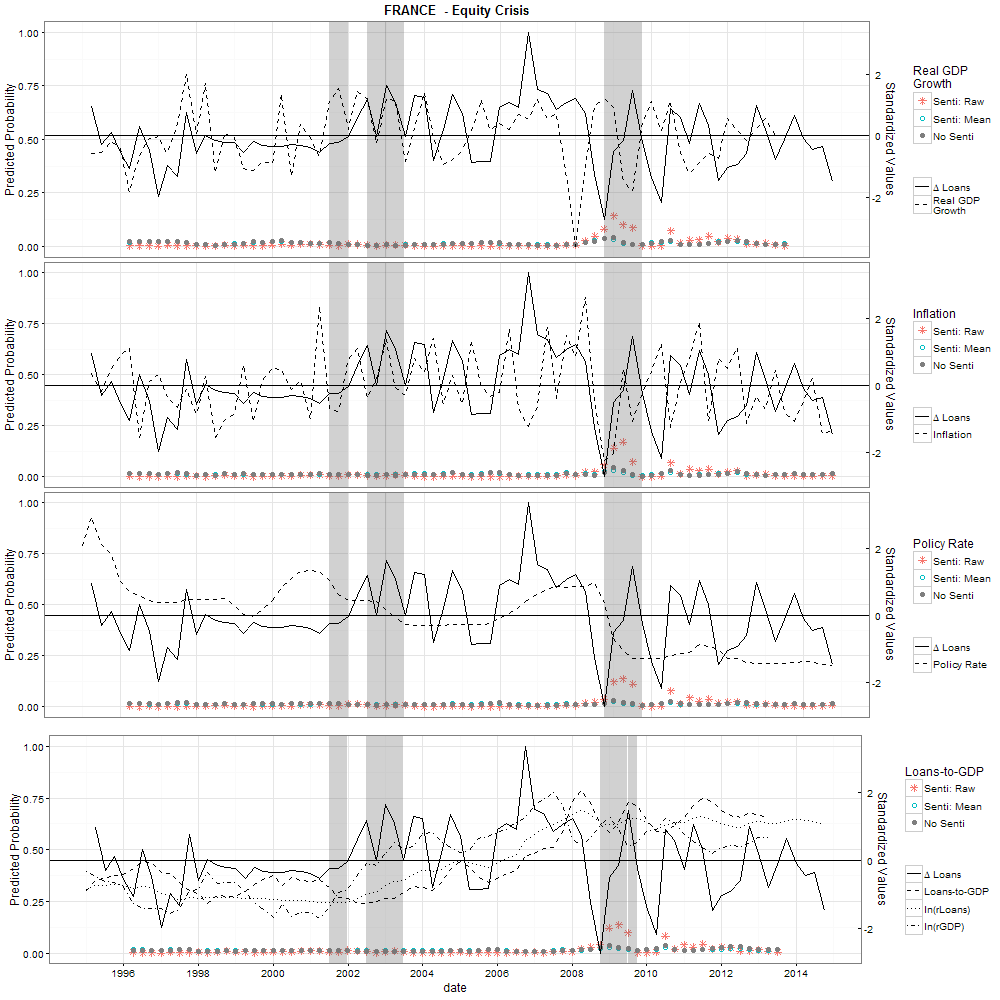 FRANCE - Equity Crisis
1.00
0.75
0.50
0.25
0.00
Predicted Probability
2
0
-2
Standardized Values
Real GDP
Growth
Senti: Raw
Senti: Mean
No Senti
Δ Loans
Real GDP
Growth
1.00
0.75
0.50
0.25
0.00
Predicted Probability
2
0
-2
Standardized Values
Inflation
Senti: Raw
Senti: Mean
No Senti
Δ Loans
Inflation
1.00
0.75
0.50
0.25
0.00
Predicted Probability
2
0
-2
Standardized Values
Policy Rate
Senti: Raw
Senti: Mean
No Senti
Δ Loans
Policy Rate
1.00
0.75
0.50
0.25
0.00
Predicted Probability
2
0
-2
Standardized Values
Loans-to-GDP
Senti: Raw
Senti: Mean
No Senti
Δ Loans
Loans-to-GDP
ln(rLoans)
ln(rGDP)
1996 1998 2000 2002 2004 2006 2008 2010 2012 2014
date